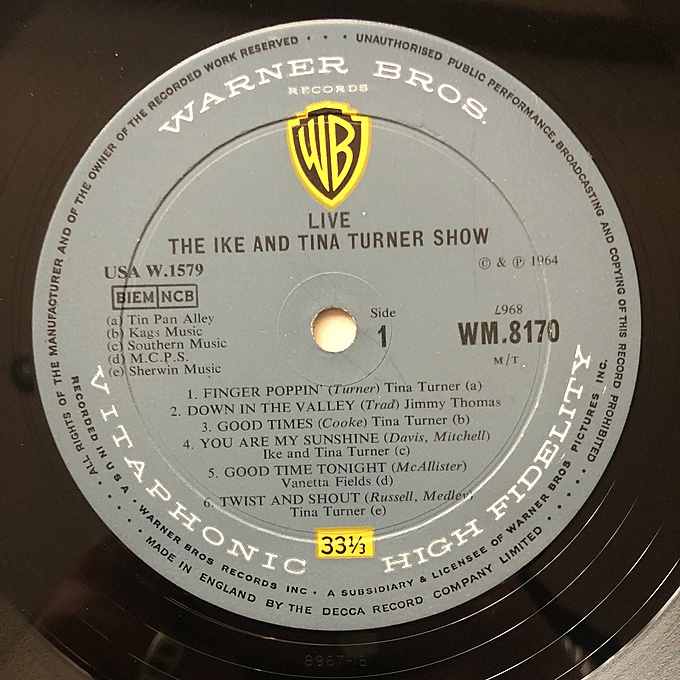 ALL RIGHTS OF THE MANUFACTURER AND OF THE OWNER OF THE RECORDED WORK RESERVED · · · UNAUTHORISED PUBLIC PERFORMANCE, BROADCASTING AND COPYING OF THIS RECORD PROHIBITED
WARNER BROS.
RECORDS
WB
LIVE
THE IKE AND TINA TURNER SHOW
USA W.1579
© & ℗ 1964
BIEM NCB
(a) Tin Pan Alley
(b) Kags Music
(c) Southern Music
(d) M.C.P.S.
(e) Sherwin Music
Side
1
L968
WM.8170
M/T
1. FINGER POPPIN' (Turner) Tina Turner (a)
2. DOWN IN THE VALLEY (Trad) Jimmy Thomas
3. GOOD TIMES (Cooke) Tina Turner (b)
4. YOU ARE MY SUNSHINE (Davis, Mitchell)
Ike and Tina Turner (c)
5. GOOD TIME TONIGHT (McAllister)
Vanetta Fields (d)
6. TWIST AND SHOUT (Russell, Medley)
Tina Turner (e)
VITAPHONIC
33⅓
HIGH FIDELITY
RECORDED IN U S A · WARNER BROS RECORDS INC · A SUBSIDIARY & LICENSEE OF WARNER BROS PICTURES INC.
MADE IN ENGLAND BY THE DECCA RECORD COMPANY LIMITED